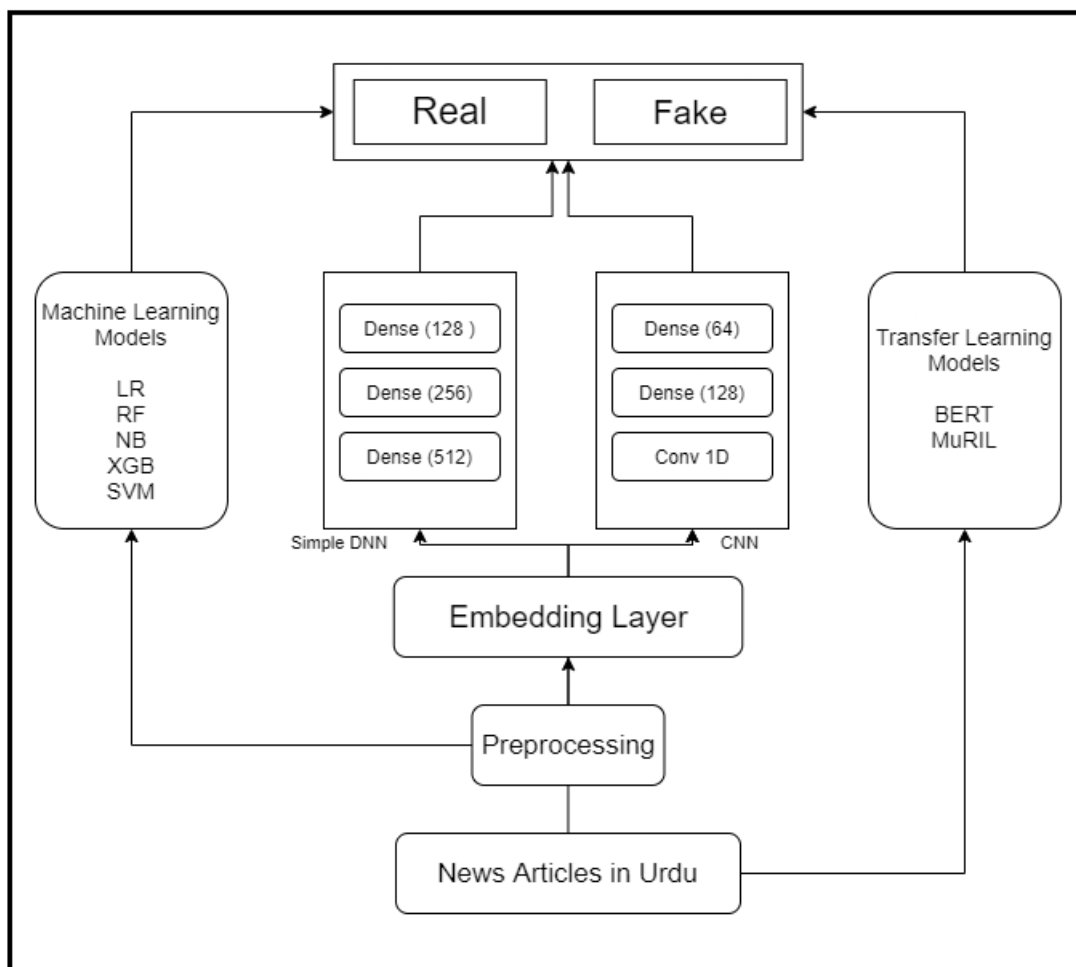 Real
Fake
Machine Learning
Models
LR
RF
NB
XGB
SVM
Dense (128 )
Dense (256)
Dense (512)
Simple DNN
Dense (64)
Dense (128)
Conv 1D
CNN
Transfer Learning
Models
BERT
MuRIL
Embedding Layer
Preprocessing
News Articles in Urdu